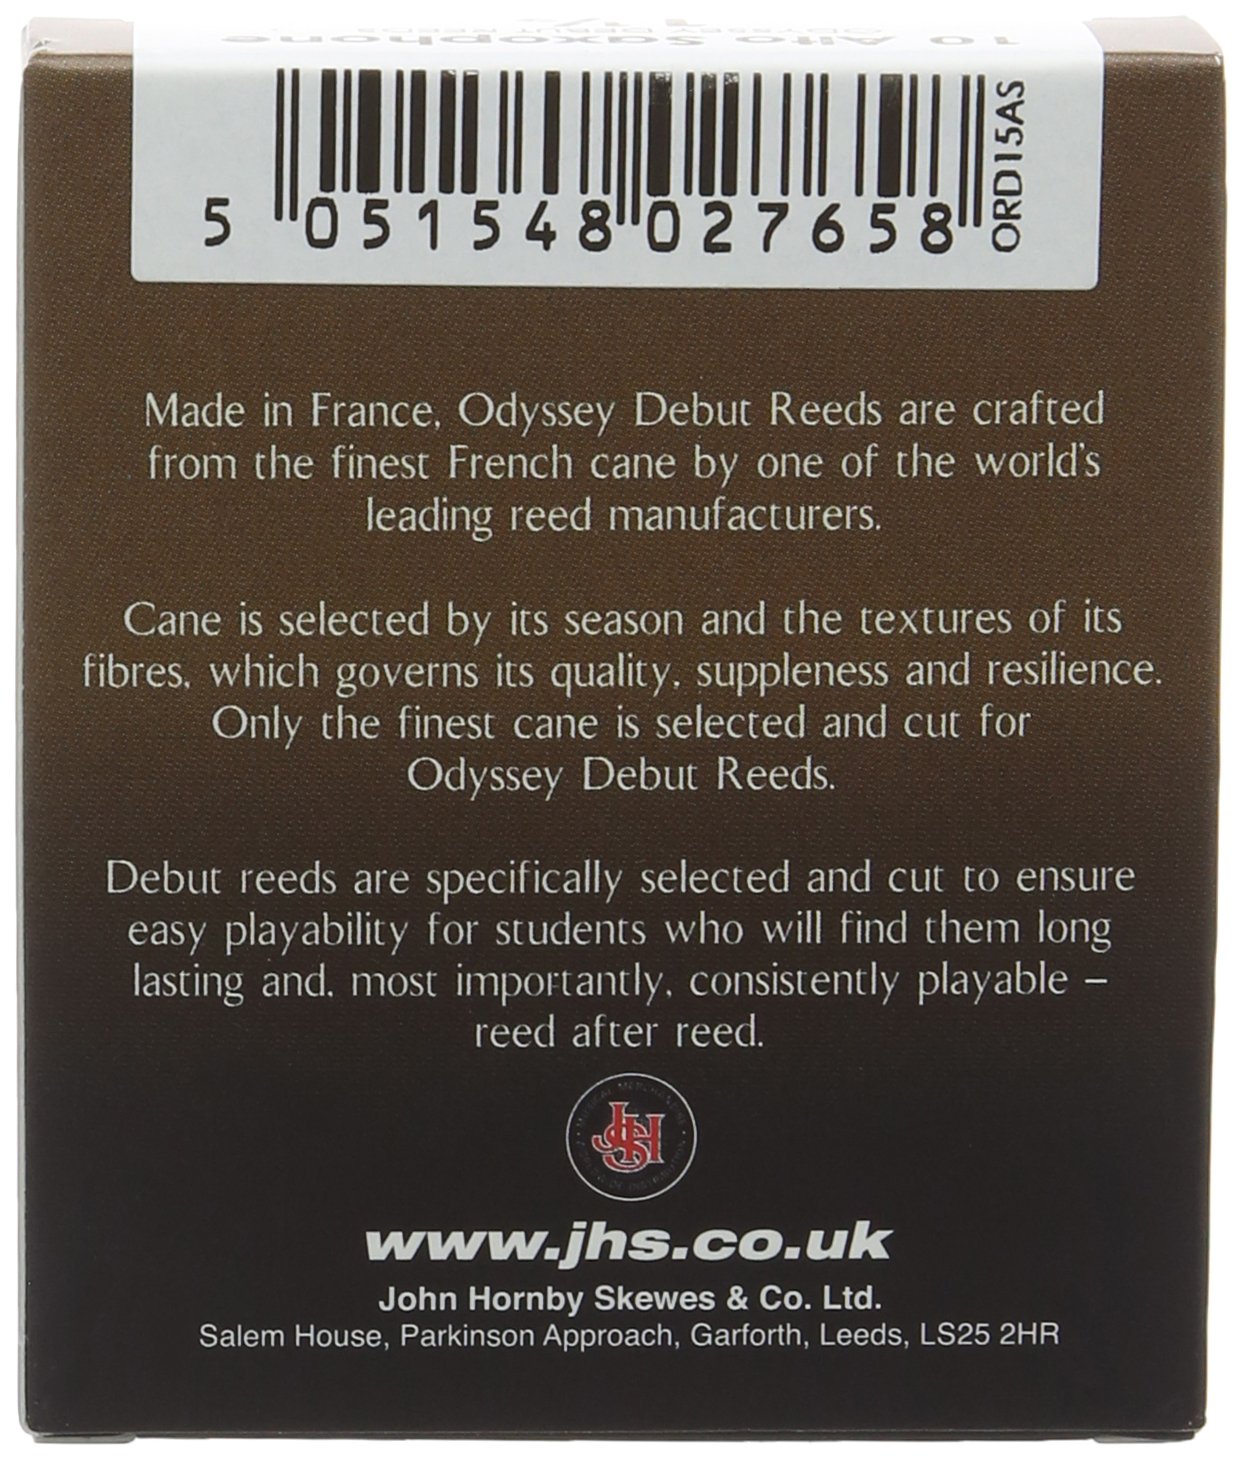 10 Alto Saxophone
5 051548 027658
ORD15AS
Made in France, Odyssey Debut Reeds are crafted
from the finest French cane by one of the world's
leading reed manufacturers.
Cane is selected by its season and the textures of its
fibres, which governs its quality, suppleness and resilience.
Only the finest cane is selected and cut for
Odyssey Debut Reeds.
Debut reeds are specifically selected and cut to ensure
easy playability for students who will find them long
lasting and, most importantly, consistently playable –
reed after reed.
JHS
www.jhs.co.uk
John Hornby Skewes & Co. Ltd.
Salem House, Parkinson Approach, Garforth, Leeds, LS25 2HR